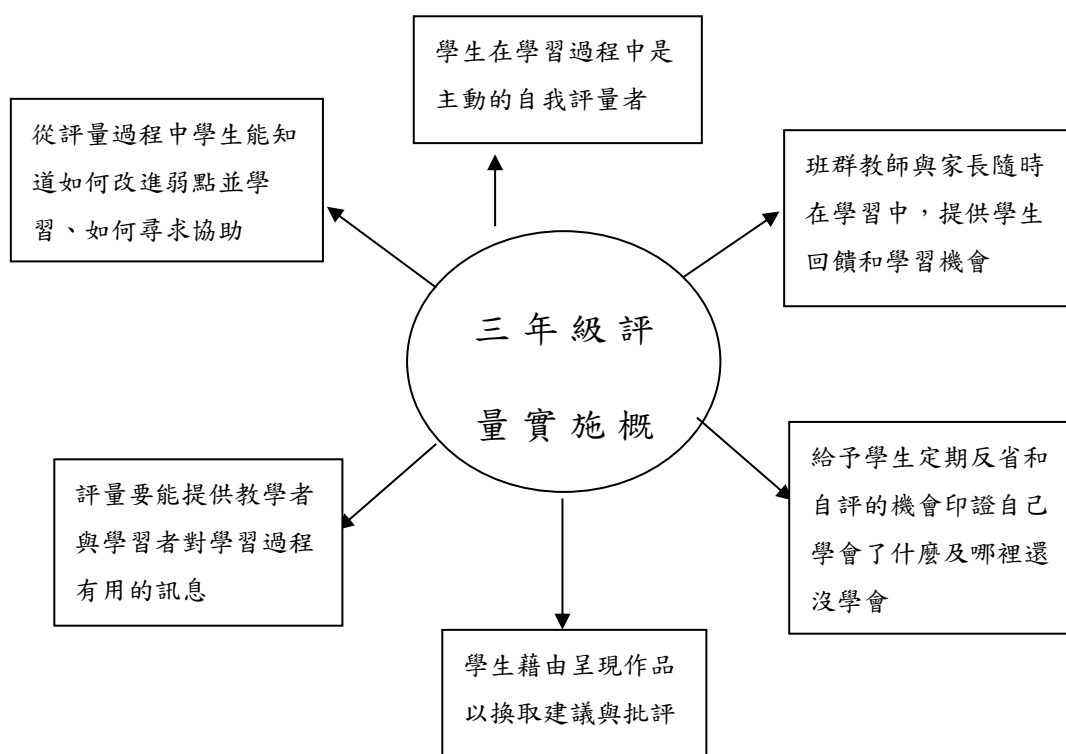 學生在學習過程中是
主動的自我評量者
從評量過程中學生能知
道如何改進弱點並學
習、如何尋求協助
班群教師與家長隨時
在學習中，提供學生
回饋和學習機會
三年級評
量實施概
評量要能提供教學者
與學習者對學習過程
有用的訊息
給予學生定期反省和
自評的機會印證自己
學會了什麼及哪裡還
沒學會
學生藉由呈現作品
以換取建議與批評